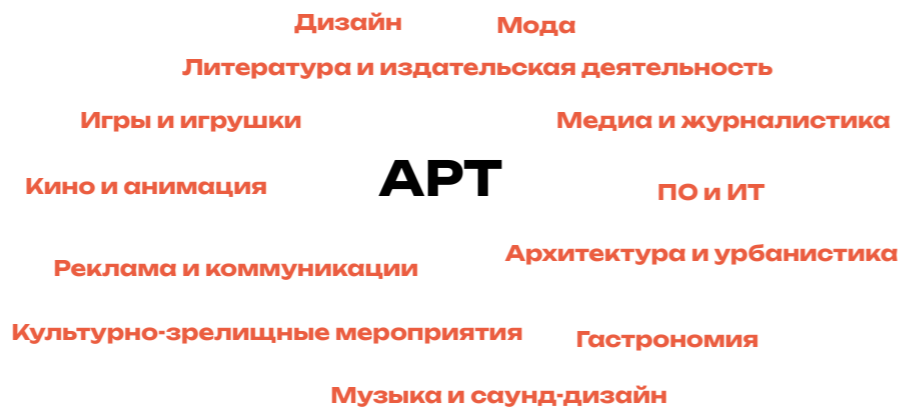 Дизайн
Мода
Литература и издательская деятельность
Игры и игрушки
Медиа и журналистика
АРТ
Кино и анимация
ПО и ИТ
Архитектура и урбанистика
Реклама и коммуникации
Культурно-зрелищные мероприятия
Гастрономия
Музыка и саунд-дизайн